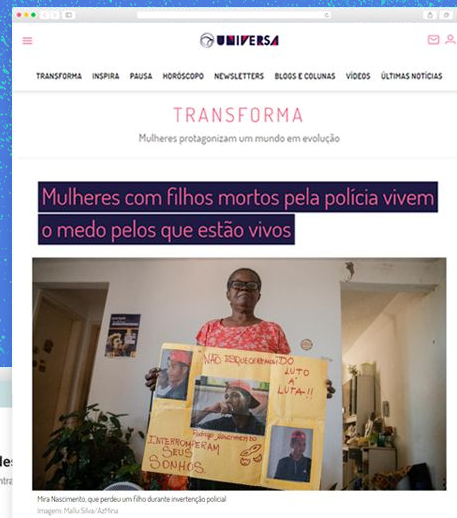 UNIVERSA
TRANSFORMA INSPIRA PAUSA HORÓSCOPO NEWSLETTERS BLOGS E COLUNAS VÍDEOS ÚLTIMAS NOTÍCIAS
TRANSFORMA
Mulheres protagonizam um mundo em evolução
Mulheres com filhos mortos pela polícia vivem
o medo pelos que estão vivos
NÃO
DO
LUTO
A
LUTA!!
Nascimento
INTERROMPERAM
SEUS
SONHOS.
Mira Nascimento, que perdeu um filho durante invertenção policial
Imagem: Mallu Silva/AzMina